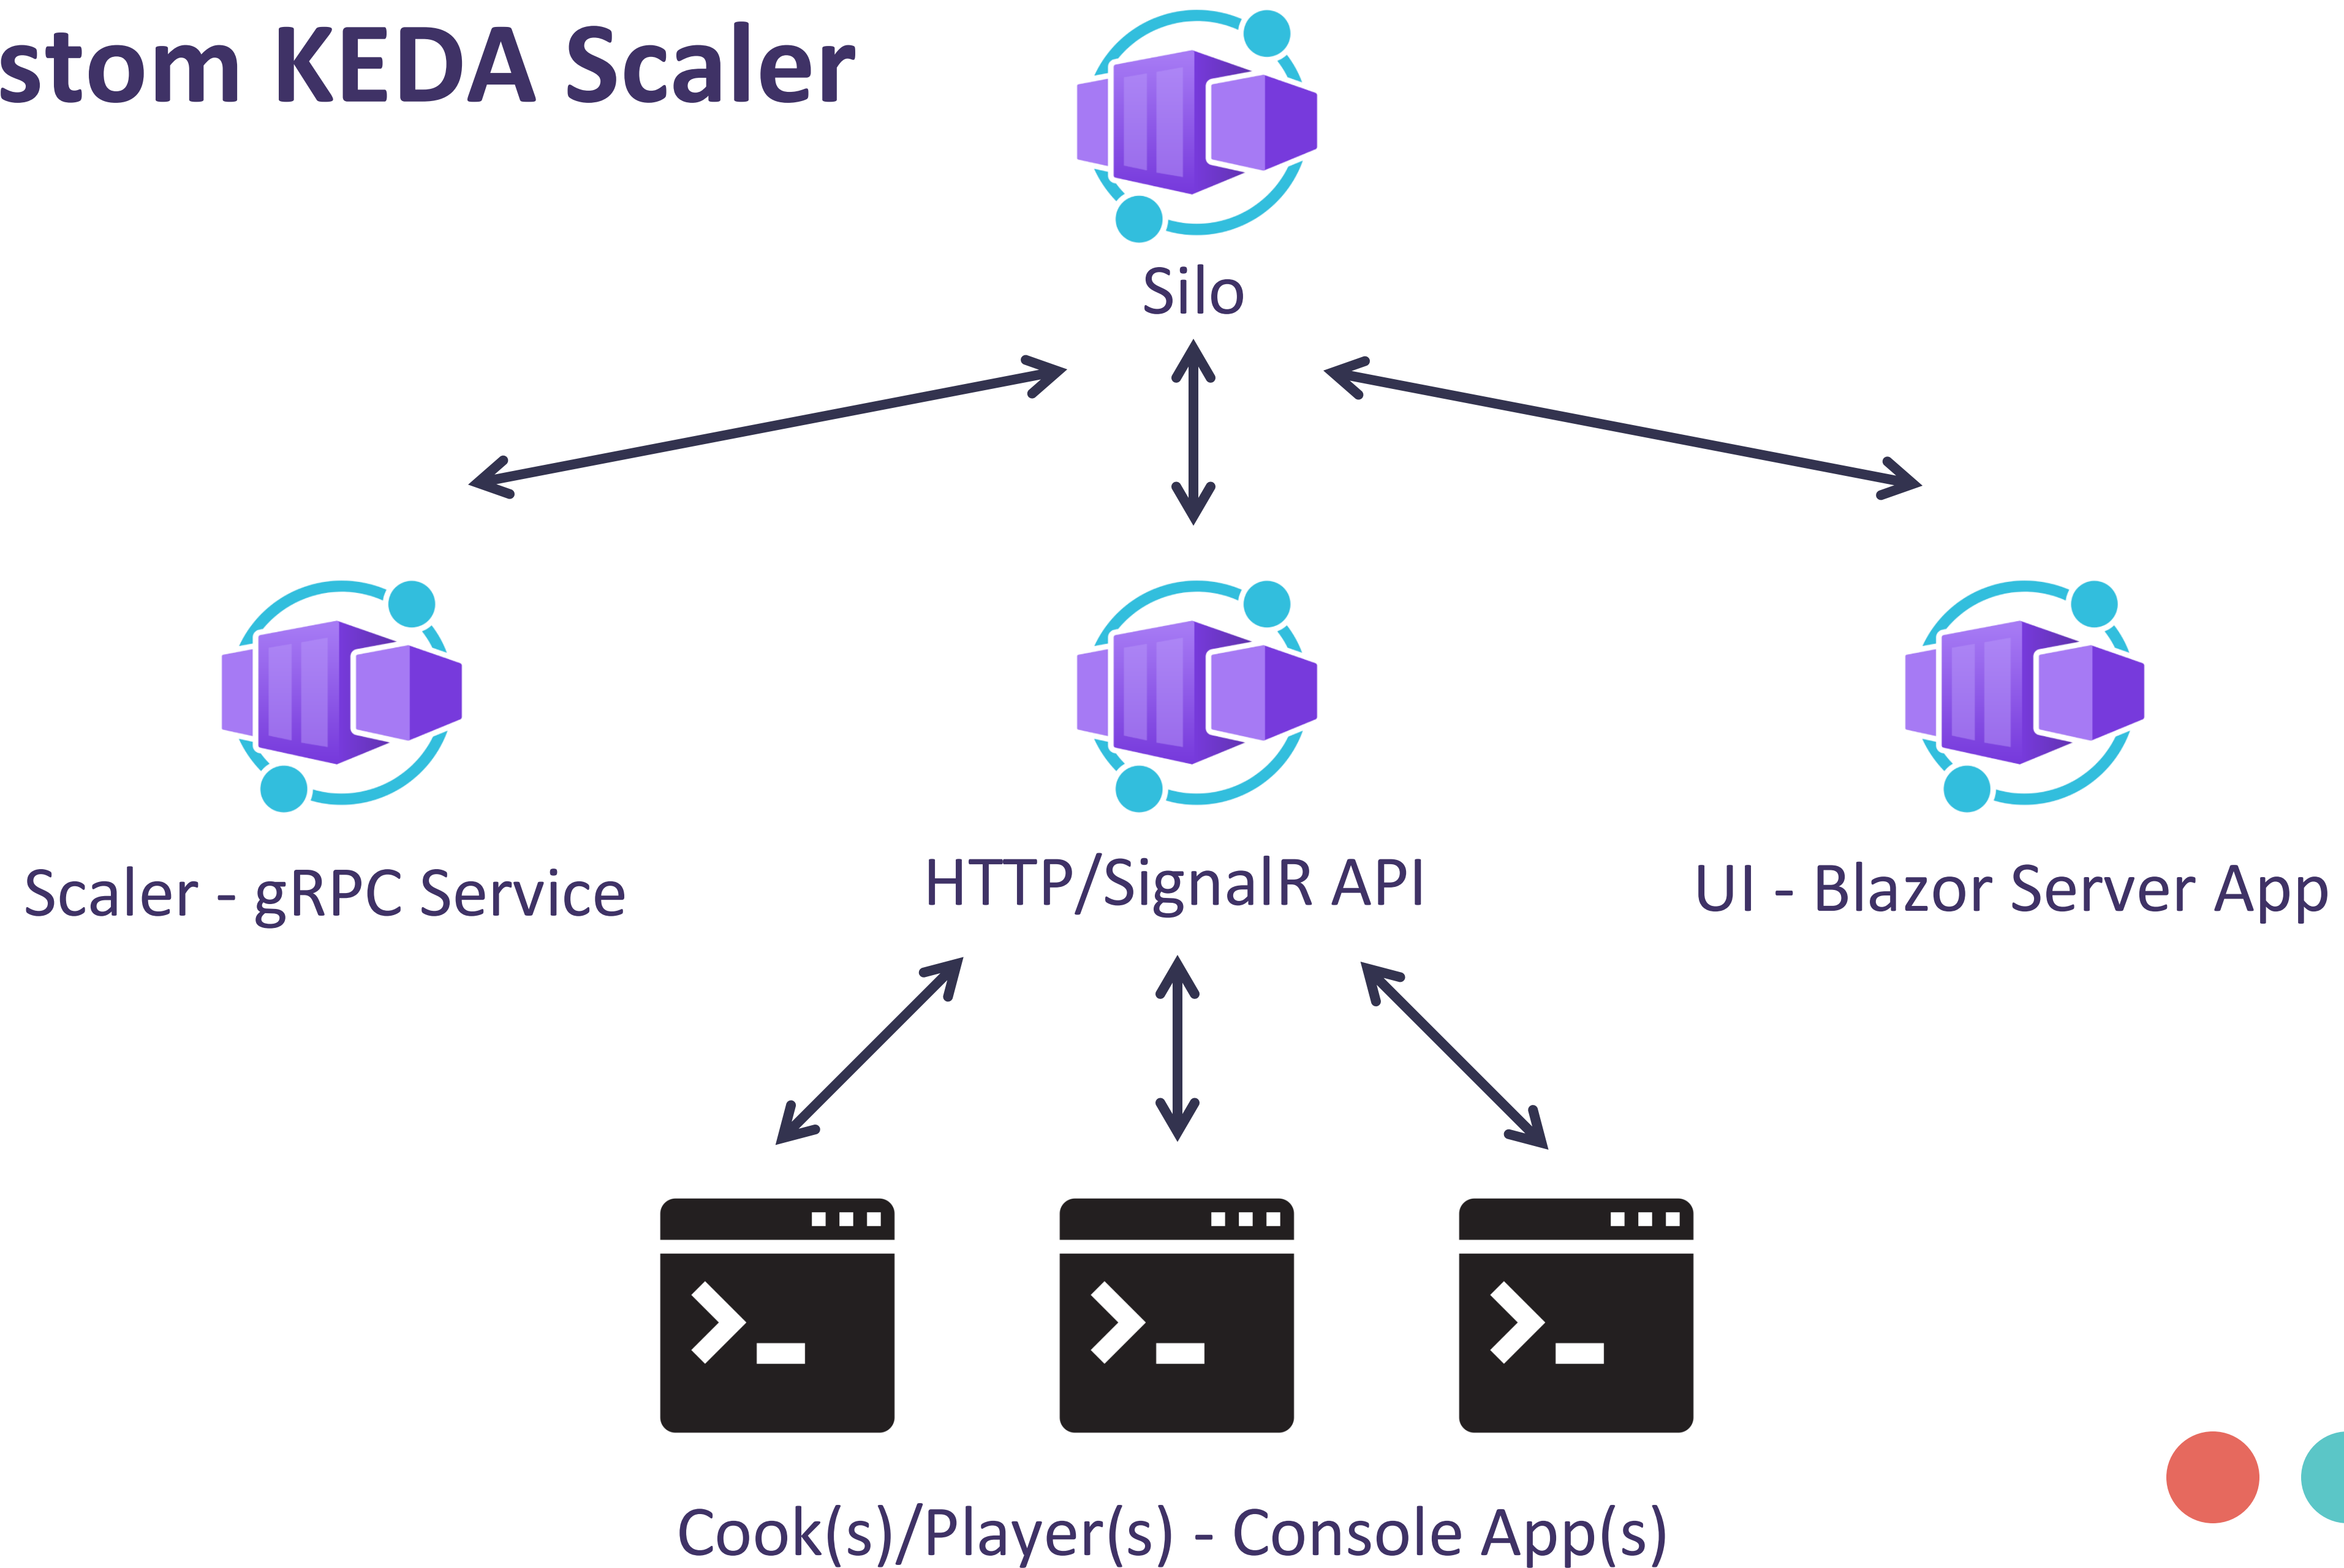 stom KEDA Scaler
Silo
Scaler - gRPC Service
HTTP/SignalR API
UI - Blazor Server App
Cook(s)/Player(s) - Console App(s)